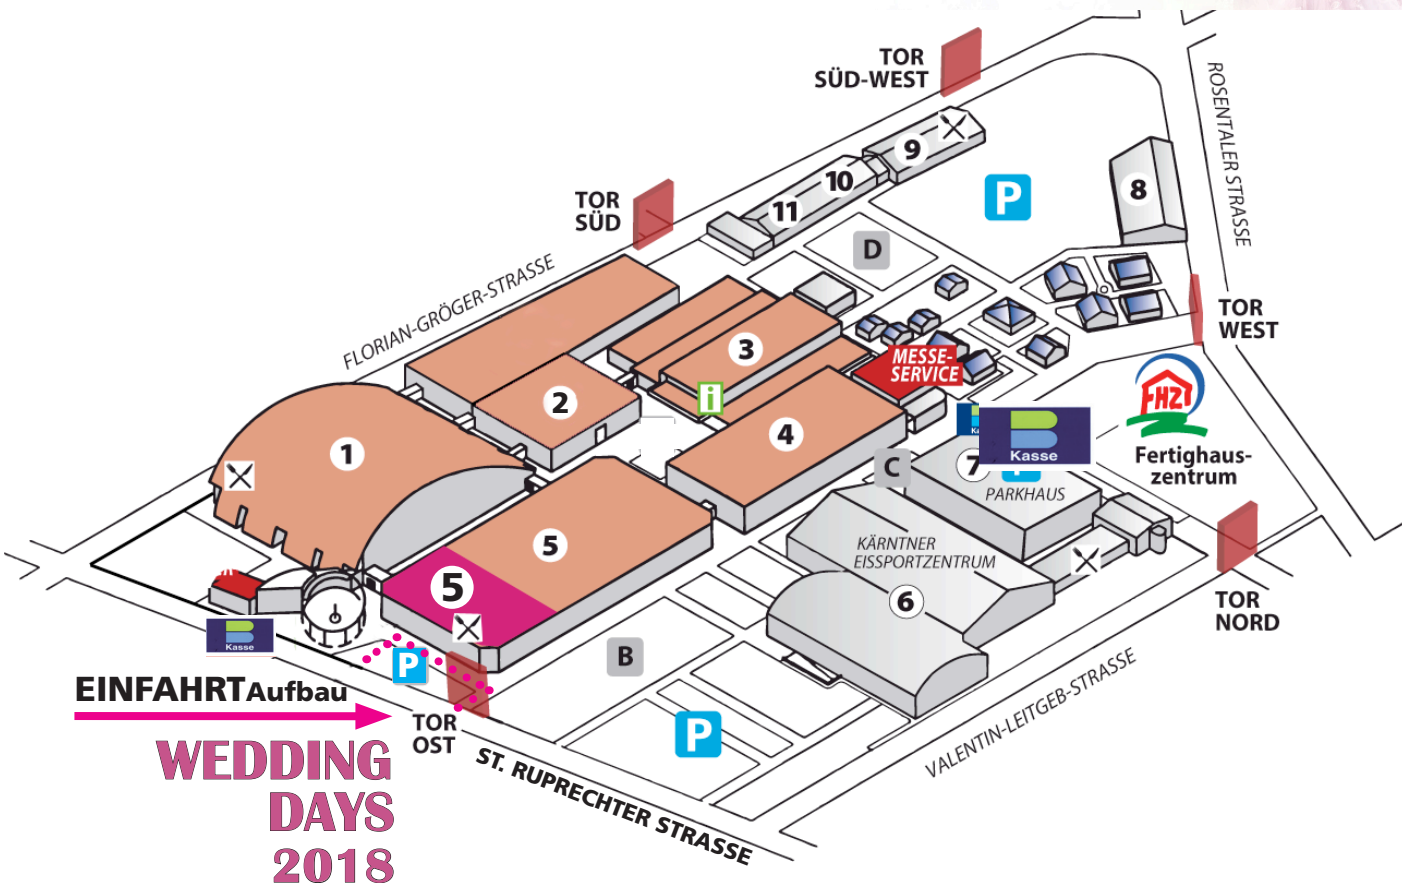 TOR
SÜD-WEST
ROSENTALER STRASSE
9
10
11
8
P
TOR
SÜD
D
FLORIAN-GRÖGER-STRASSE
TOR
WEST
3
MESSE-
SERVICE
i
2
4
1
FHZ
Fertighaus-
zentrum
Kasse
7
C
PARKHAUS
5
KÄRNTNER
EISSPORTZENTRUM
6
5
TOR
NORD
Kasse
B
P
EINFAHRT Aufbau
TOR
OST
P
VALENTIN-LEITGEB-STRASSE
ST. RUPRECHTER STRASSE
WEDDING
DAYS
2018